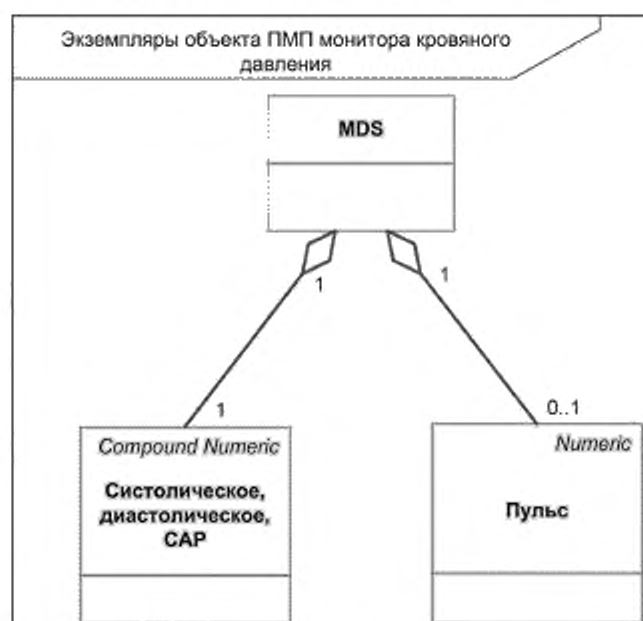 Экземпляры объекта ПМП монитора кровяного
давления
MDS
1
1
1
0..1
Compound Numeric
Систолическое,
диастолическое,
САР
Numeric
Пульс